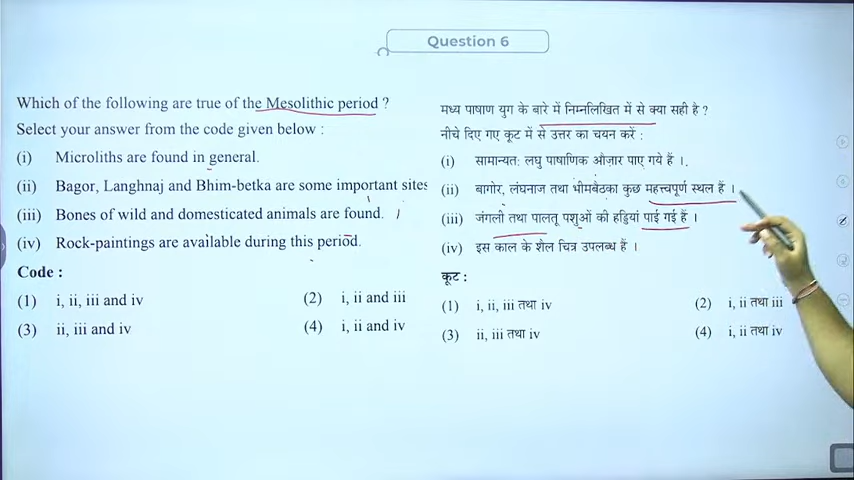 Question 6
Which of the following are true of the Mesolithic period ?
Select your answer from the code given below :
(i) Microliths are found in general.
(ii) Bagor, Langhnaj and Bhim-betka are some important sites
(iii) Bones of wild and domesticated animals are found.
(iv) Rock-paintings are available during this period.
Code :
(1) i, ii, iii and iv
(2) i, ii and iii
(3) ii, iii and iv
(4) i, ii and iv
मध्य पाषाण युग के बारे में निम्नलिखित में से क्या सही है ?
नीचे दिए गए कूट में से उत्तर का चयन करें :
(i) सामान्यतः लघु पाषाणिक औज़ार पाए गये हैं ।
(ii) बागोर, लंघनाज तथा भीमबेठका कुछ महत्त्वपूर्ण स्थल हैं ।
(iii) जंगली तथा पालतू पशुओं की हड्डियां पाई गई हैं ।
(iv) इस काल के शैल चित्र उपलब्ध हैं ।
कूट :
(1) i, ii, iii तथा iv
(2) i, ii तथा iii
(3) ii, iii तथा iv
(4) i, ii तथा iv